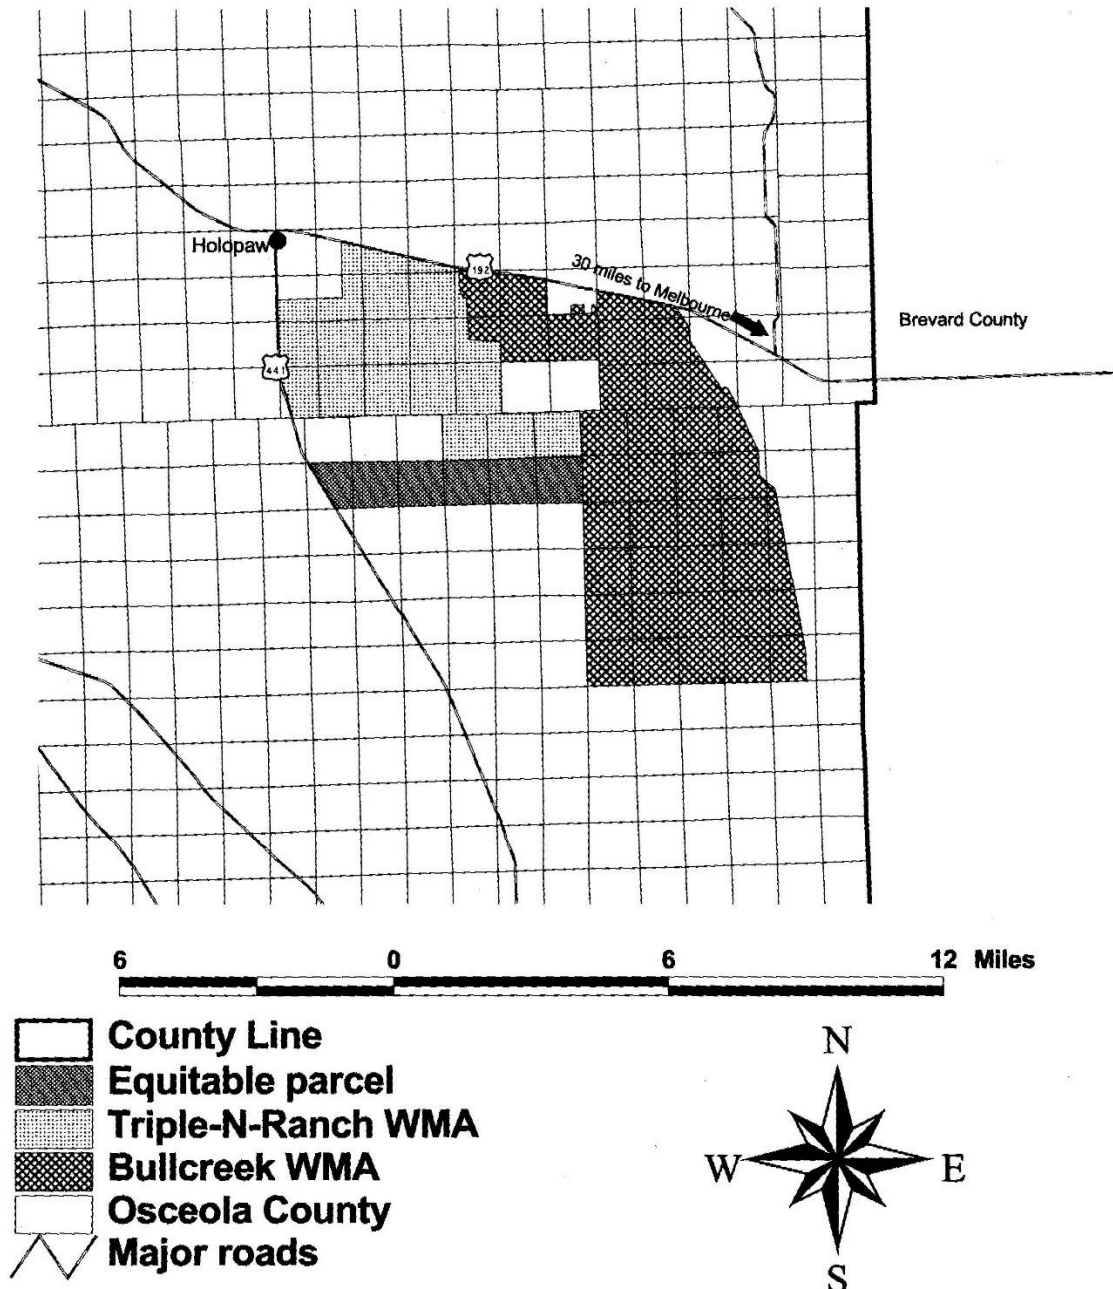 Holopaw
192
30 miles to Melbourne
Brevard County
441
6 0 6 12 Miles
County Line
Equitable parcel
Triple-N-Ranch WMA
Bullcreek WMA
Osceola County
Major roads
N
W E
S